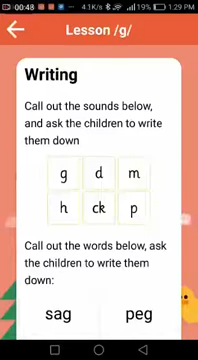 00:48 4.1K/s 19% 1:29 PM
Lesson /g/
Writing
Call out the sounds below,
and ask the children to write
them down
g d m
h ck p
Call out the words below, ask
the children to write them
down:
sag peg